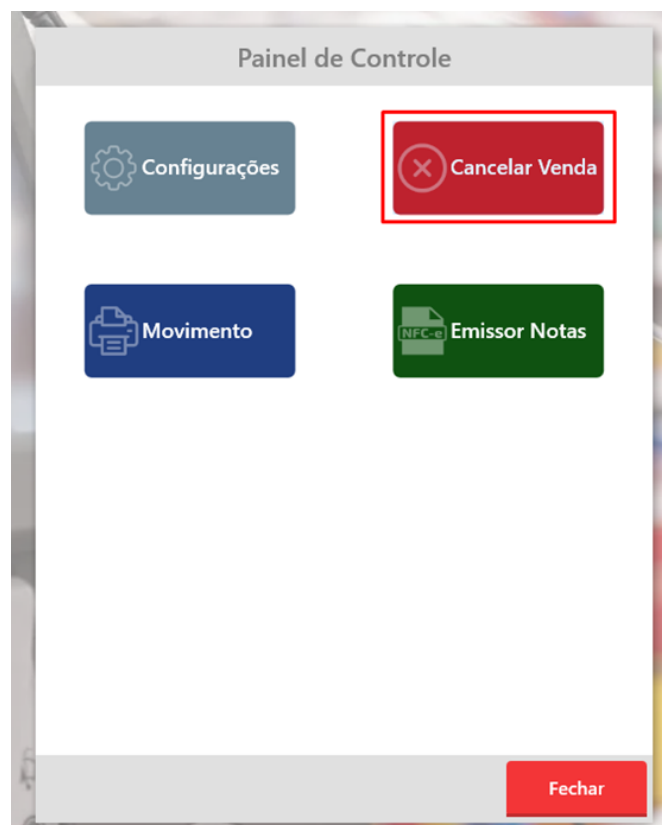 Painel de Controle
Configurações
Cancelar Venda
Movimento
NFC-e
Emissor Notas
Fechar